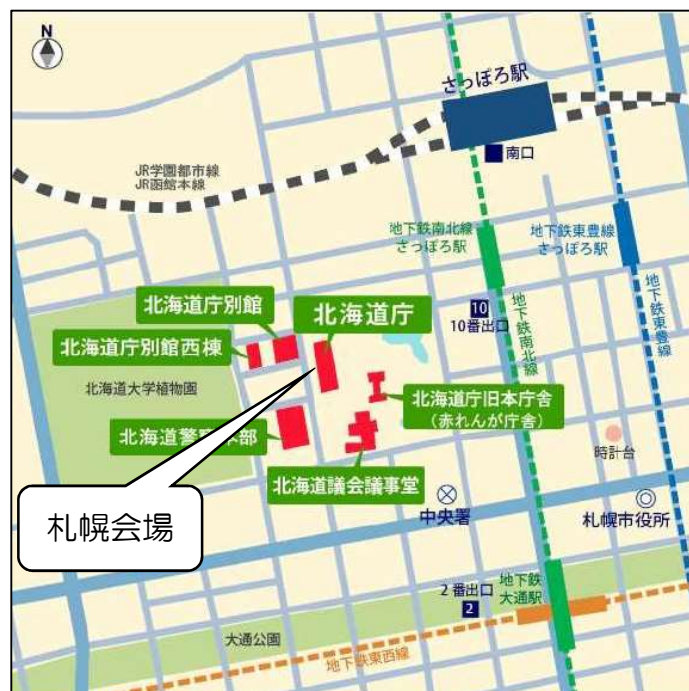 N
さっぽろ駅
南口
JR学園都市線
JR函館本線
地下鉄南北線
さっぽろ駅
地下鉄東豊線
さっぽろ駅
北海道庁別館
北海道庁
10
10番出口
地下鉄南北線
地下鉄東豊線
北海道庁別館西棟
北海道大学植物園
北海道庁旧本庁舎
(赤れんが庁舎)
北海道警察本部
時計台
北海道議会議事堂
札幌会場
中央署
札幌市役所
2番出口
2
地下鉄
大通駅
大通公園
地下鉄東西線